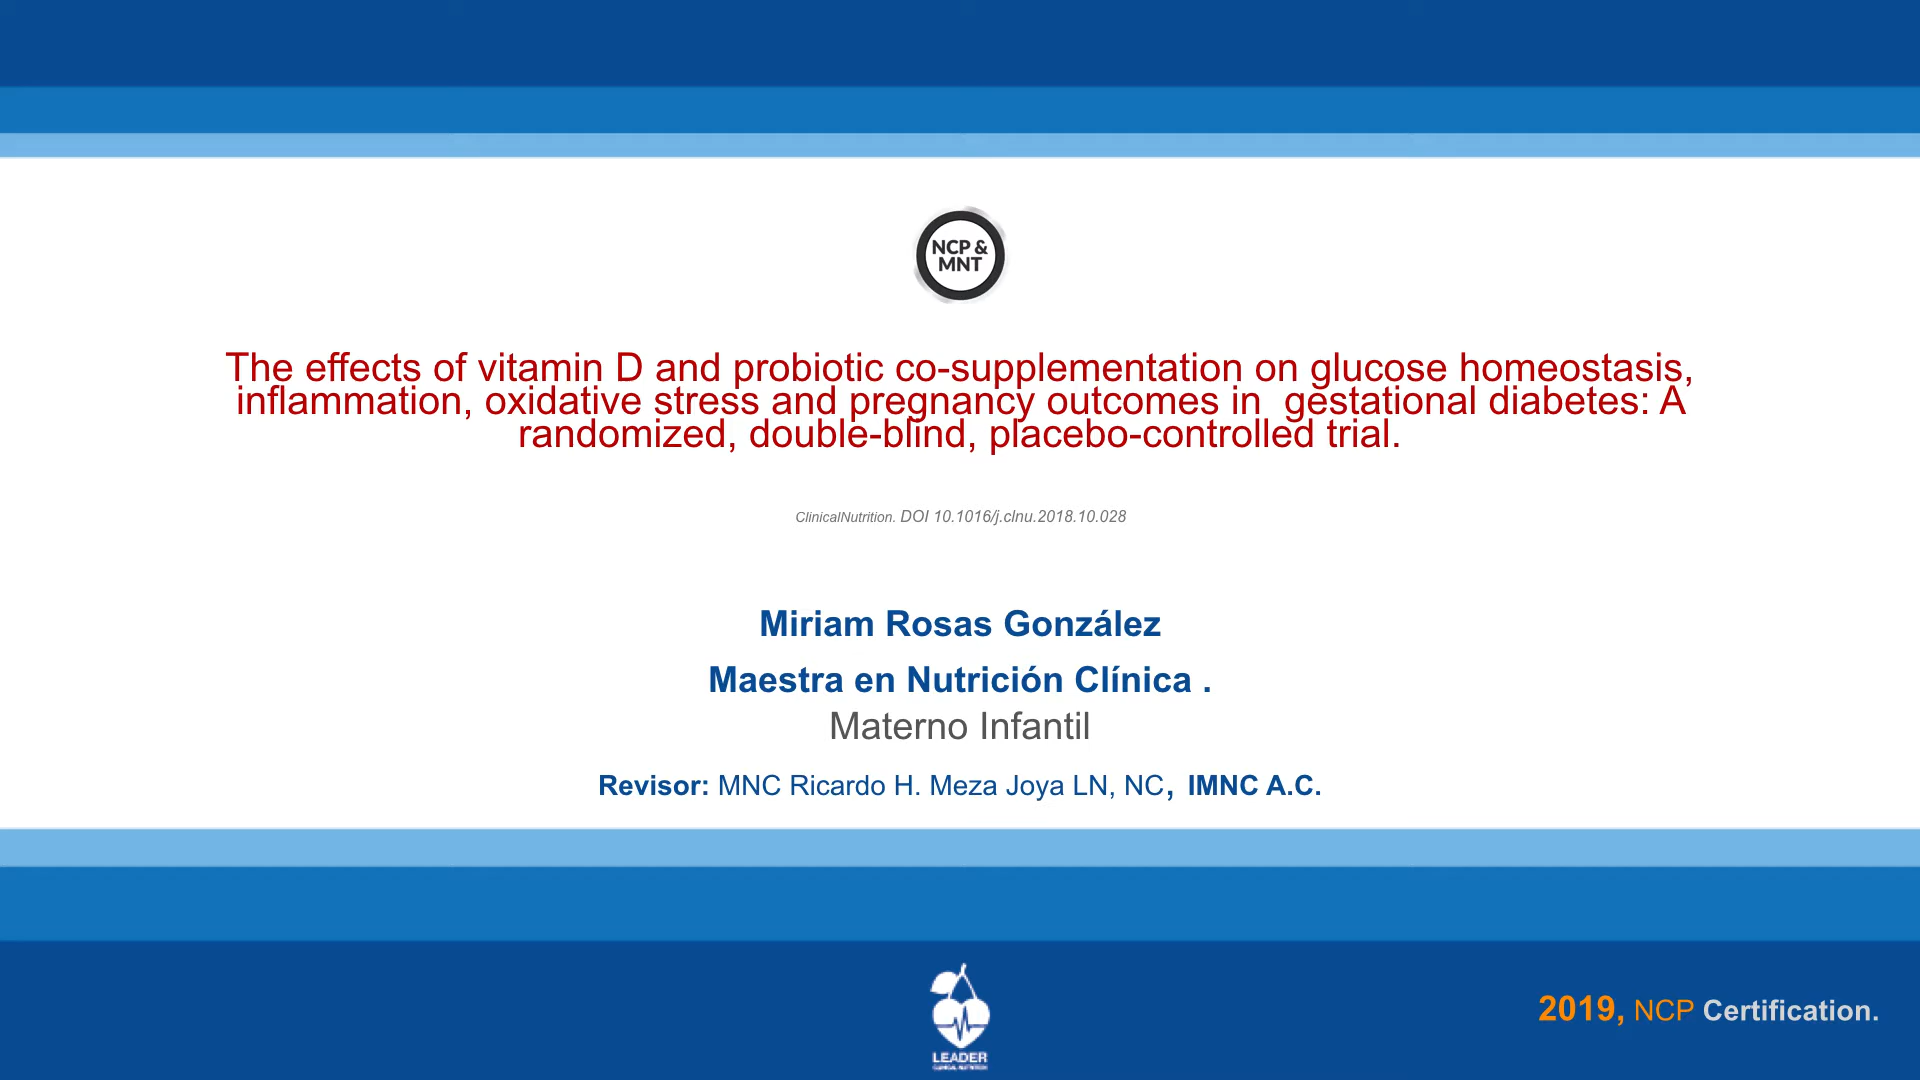 NCP &
MNT
The effects of vitamin D and probiotic co-supplementation on glucose homeostasis,
inflammation, oxidative stress and pregnancy outcomes in  gestational diabetes: A
randomized, double-blind, placebo-controlled trial.
ClinicalNutrition. DOI 10.1016/j.clnu.2018.10.028
Miriam Rosas González
Maestra en Nutrición Clínica .
Materno Infantil
Revisor: MNC Ricardo H. Meza Joya LN, NC, IMNC A.C.
LEADER
CLINICAL NUTRITION
2019, NCP Certification.